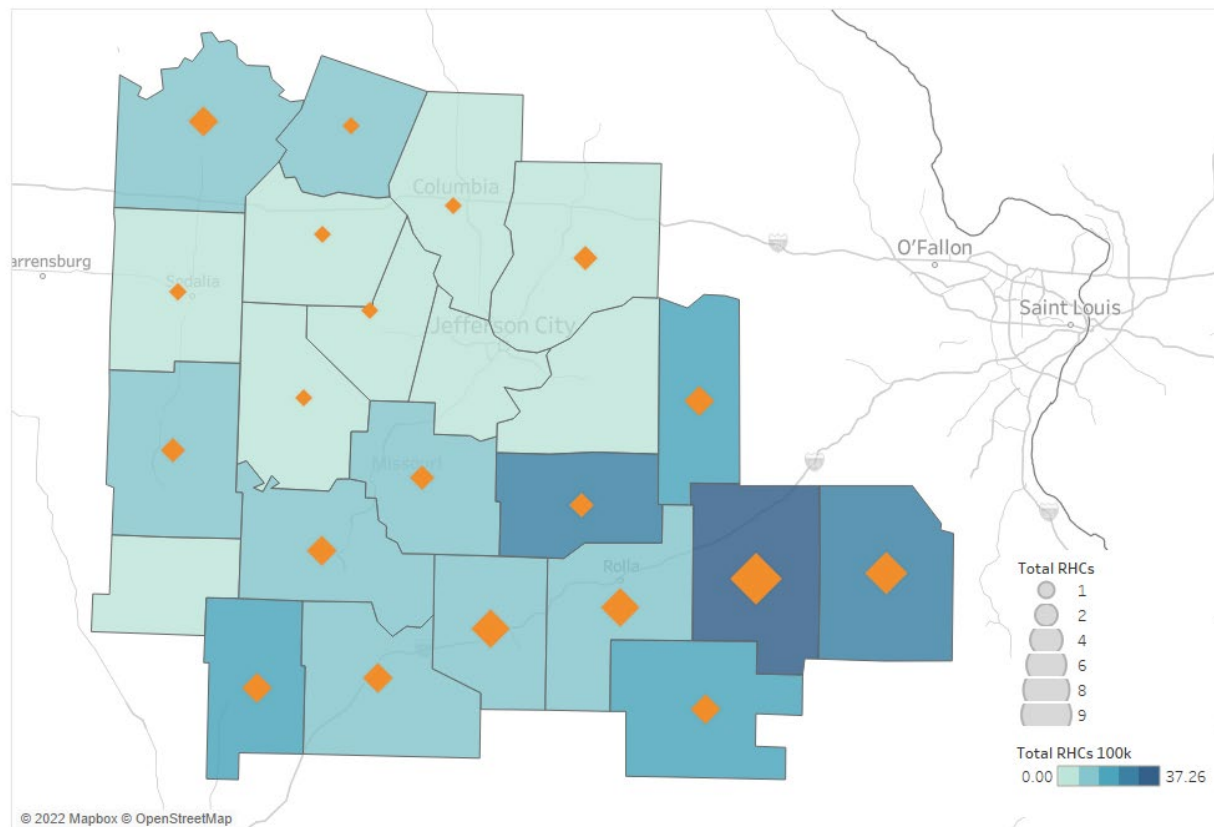 Columbia
O'Fallon
arrensburg
Sedalia
Saint Louis
Jefferson City
Missouri
Rolla
Total RHCs
1
2
4
6
8
9
Total RHCs 100k
0.00 37.26
© 2022 Mapbox © OpenStreetMap